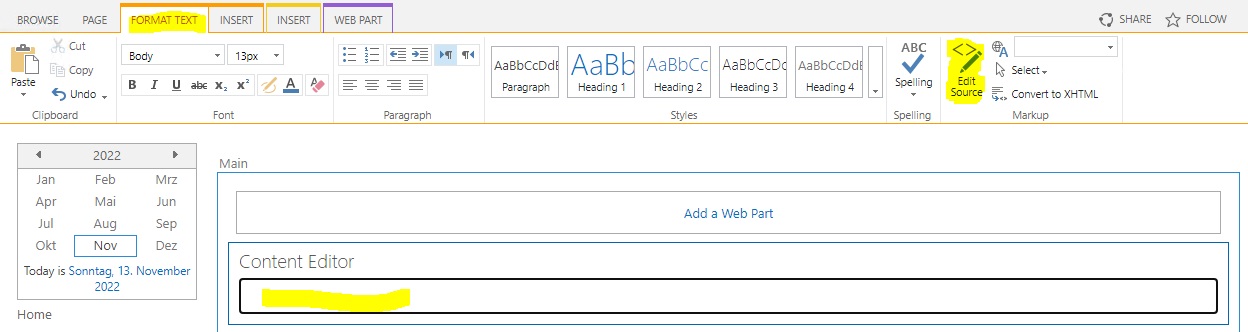 BROWSE PAGE FORMAT TEXT INSERT INSERT WEB PART SHARE FOLLOW
Paste
Cut
Copy
Undo
Clipboard
Body 13px
B I U abc x₂ x² A
Font
Paragraph
AaBbCcDdE
Paragraph
AaBb
Heading 1
AaBbCc
Heading 2
AaBbCcDc
Heading 3
AaBbCcDdE
Heading 4
Styles
ABC
Spelling
Spelling
Edit
Source
Select
Convert to XHTML
Markup
2022
Jan Feb Mrz
Apr Mai Jun
Jul Aug Sep
Okt Nov Dez
Today is Sonntag, 13. November
2022
Home
Main
Add a Web Part
Content Editor